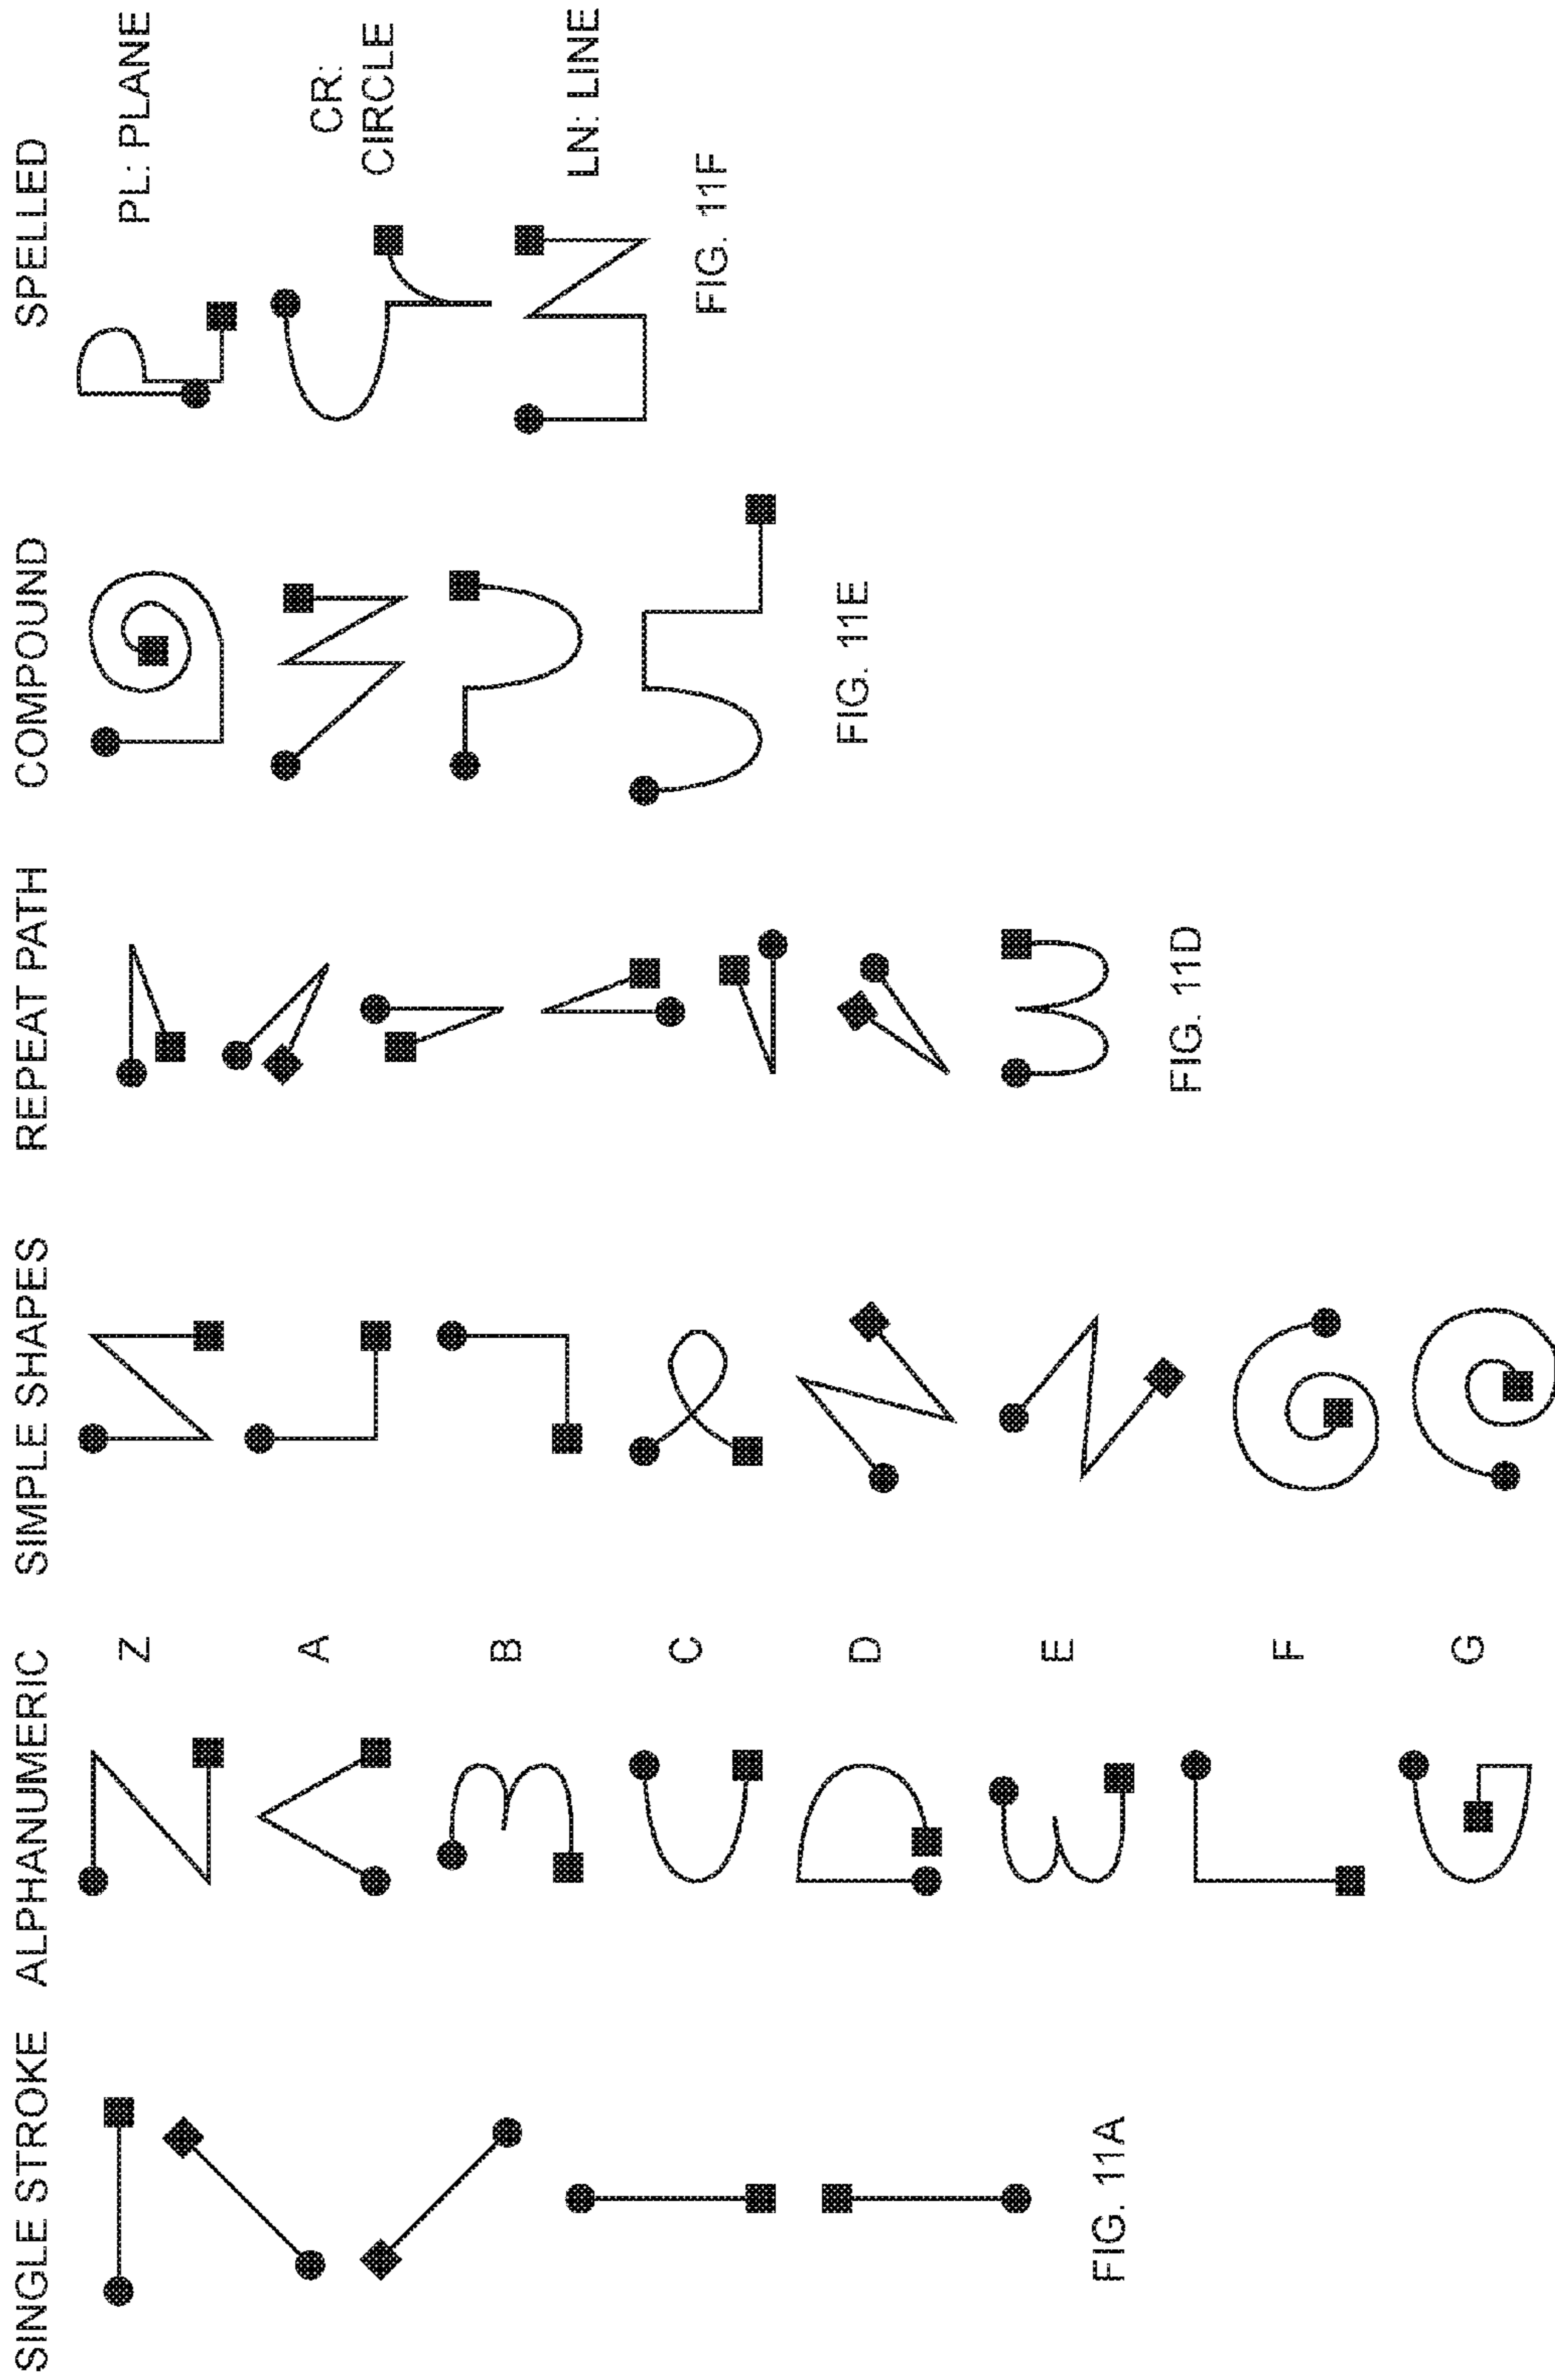 SINGLE STROKE
FIG. 11A
ALPHANUMERIC
Z
A
B
C
D
E
F
G
SIMPLE SHAPES
REPEAT PATH
FIG. 11D
COMPOUND
FIG. 11E
SPELLED
PL: PLANE
CR:
CIRCLE
LN: LINE
FIG. 11F